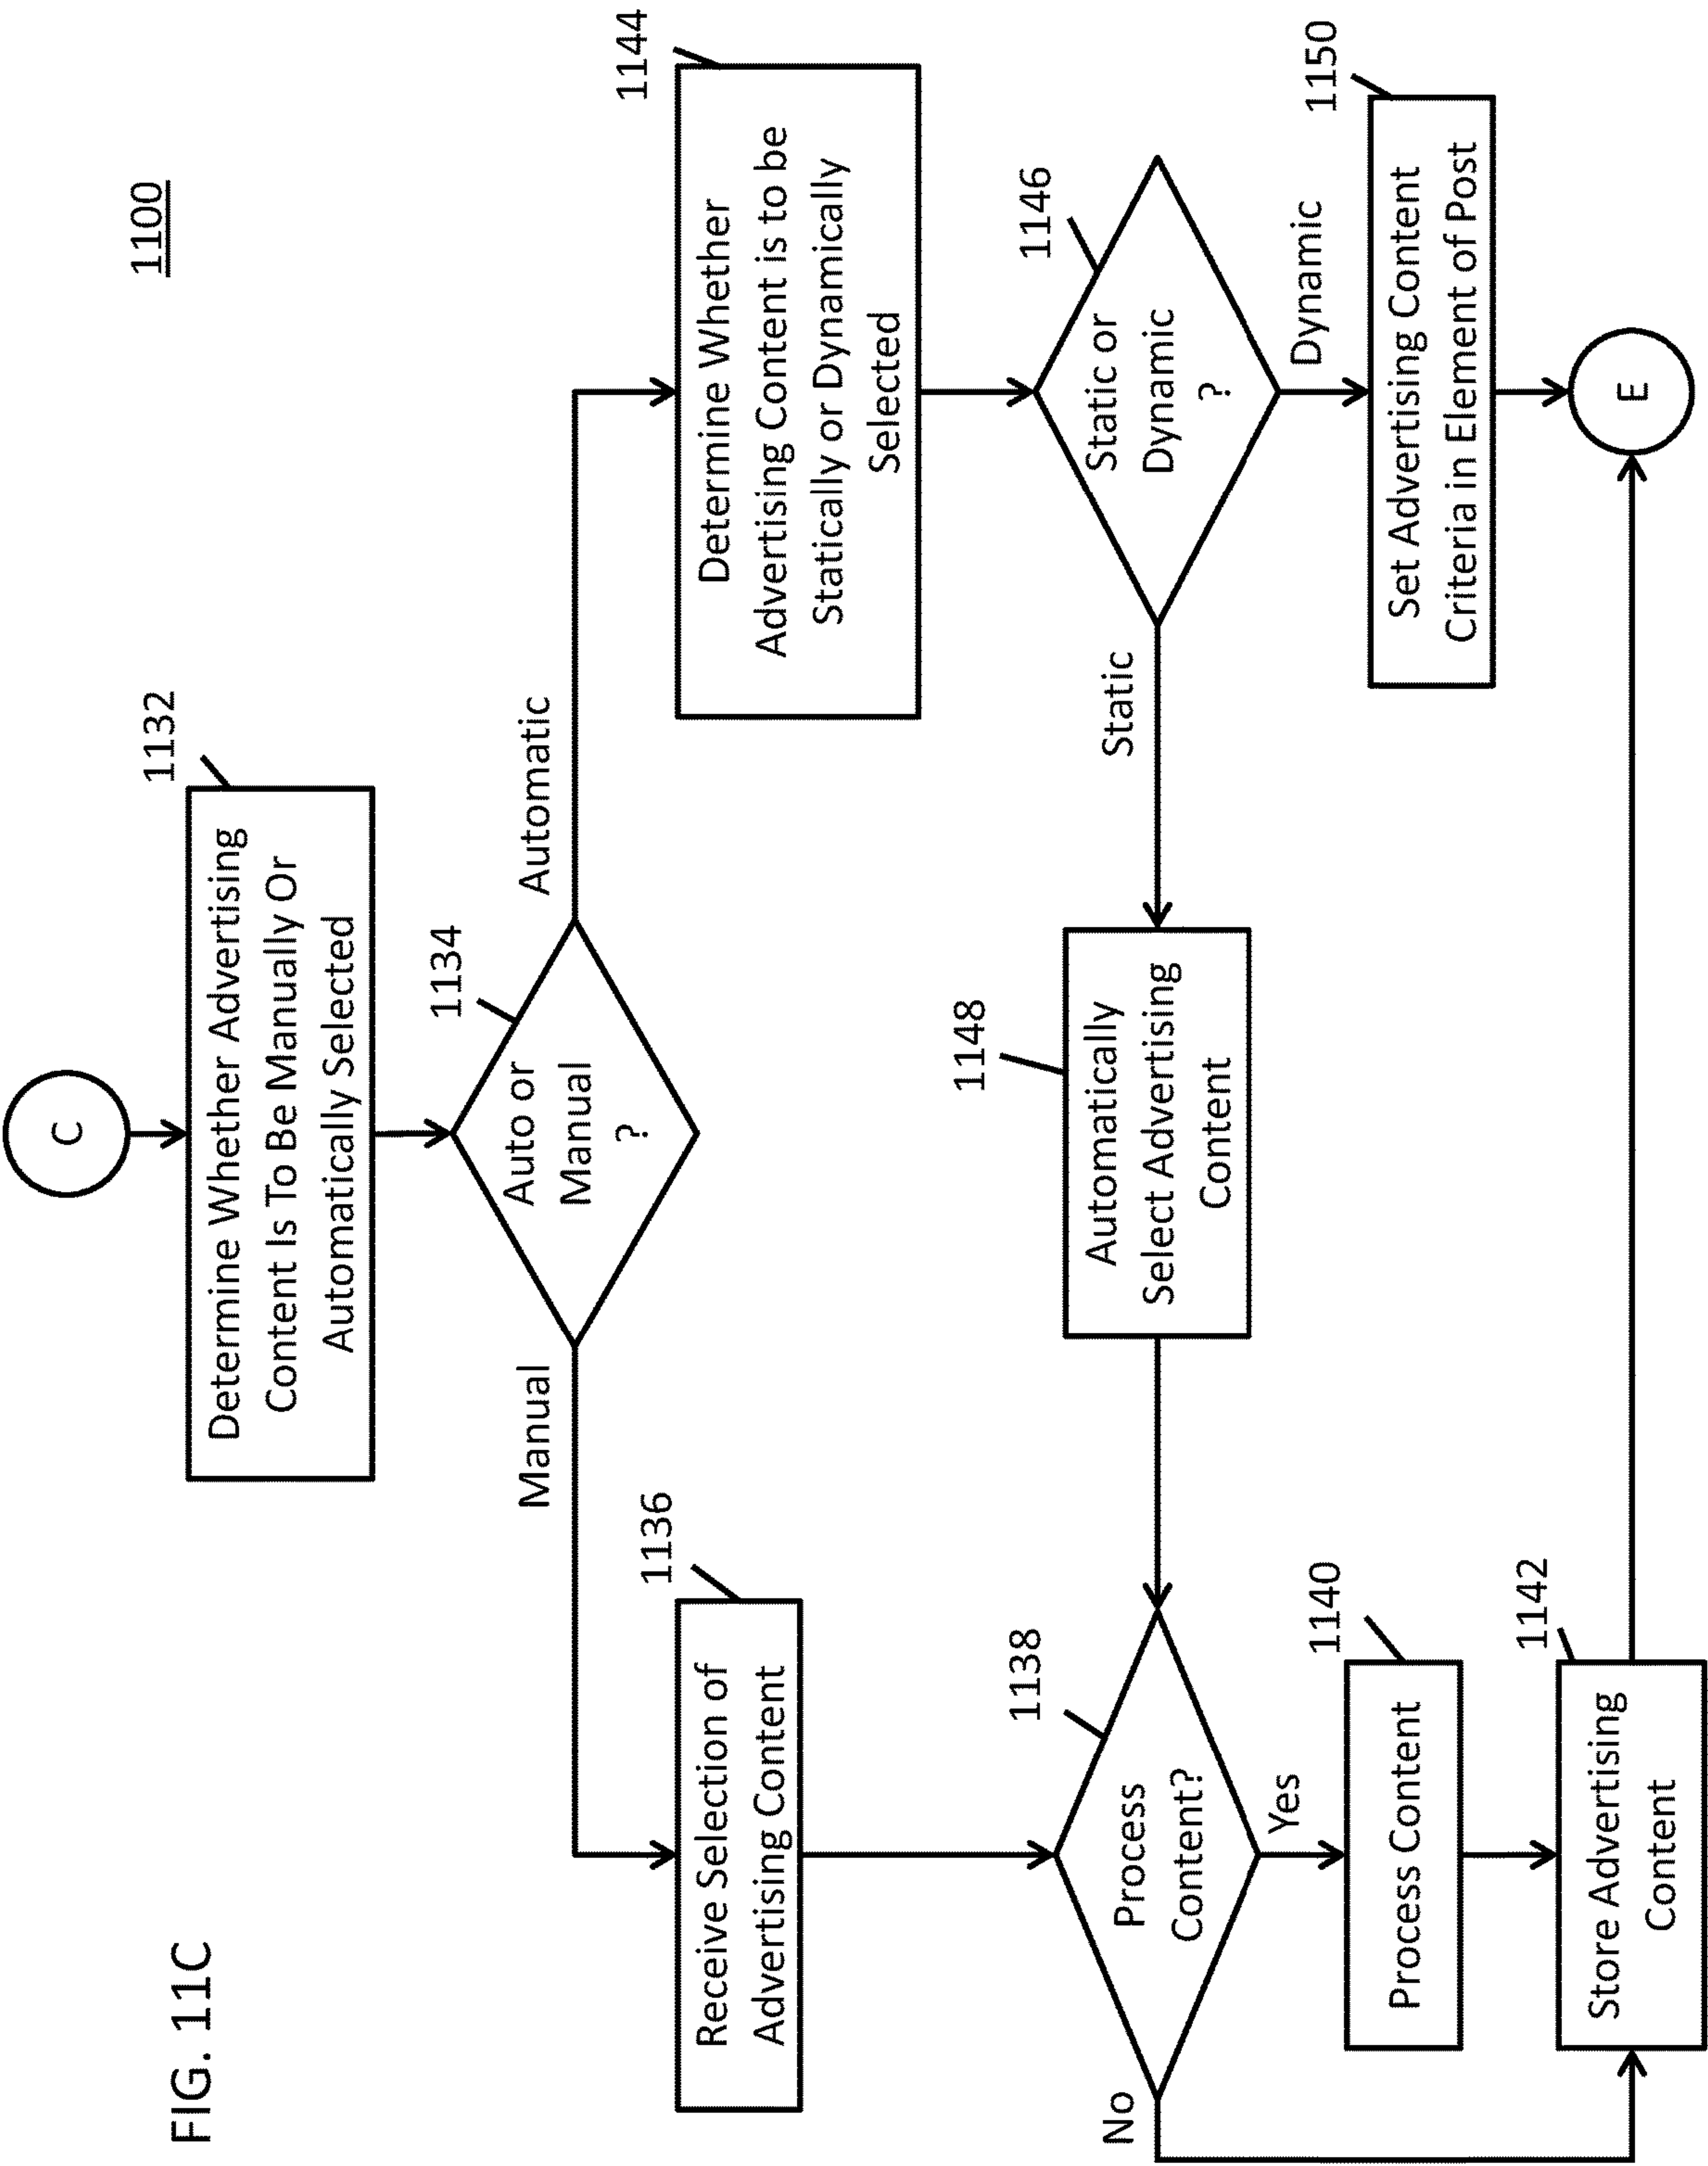 FIG. 11C
1100
C
1132
Determine Whether Advertising
Content Is To Be Manually Or
Automatically Selected
1134
Auto or
Manual
?
Manual
Automatic
1136
Receive Selection of
Advertising Content
1144
Determine Whether
Advertising Content is to be
Statically or Dynamically
Selected
1138
Process
Content?
No
Yes
1148
Automatically
Select Advertising
Content
Static
1146
Static or
Dynamic
?
Dynamic
1140
Process Content
1150
Set Advertising Content
Criteria in Element of Post
1142
Store Advertising
Content
E